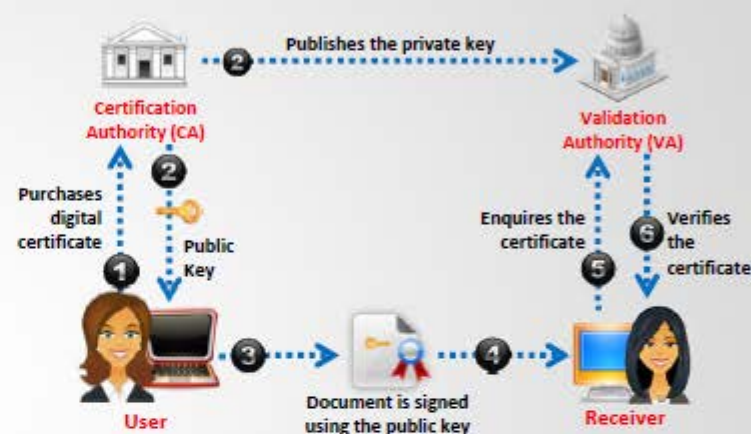 2
Publishes the private key
Certification
Authority (CA)
Validation
Authority (VA)
2
Purchases
digital
certificate
1
Public
Key
Enquires the
certificate
5
6
Verifies
the
certificate
3
4
User
Document is signed
using the public key
Receiver